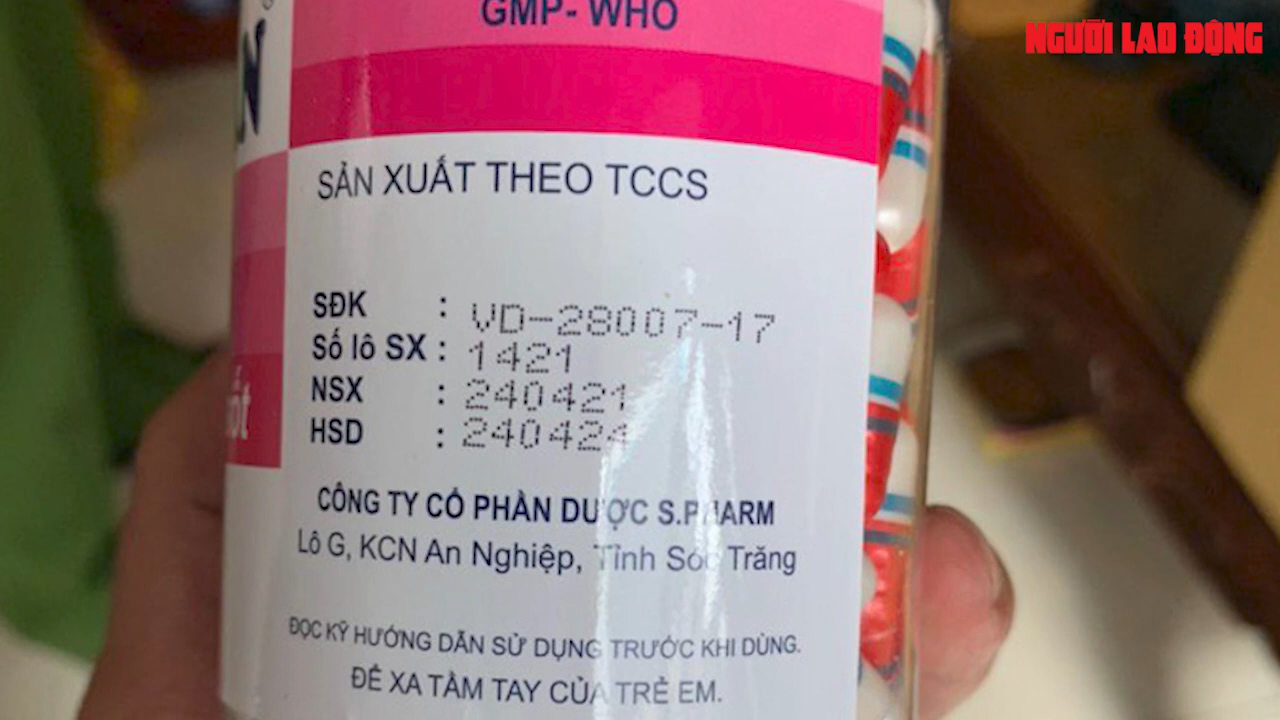 GMP- WHO
NGƯỜI LAO ĐỘNG
SẢN XUẤT THEO TCCS
SĐK : VD-28007-17
Số lô SX : 1421
NSX : 240421
HSD : 240424
CÔNG TY CỔ PHẦN DƯỢC S.PHARM
Lô G, KCN An Nghiệp, Tỉnh Sóc Trăng
ĐỌC KỸ HƯỚNG DẪN SỬ DỤNG TRƯỚC KHI DÙNG.
ĐỂ XA TẦM TAY CỦA TRẺ EM.